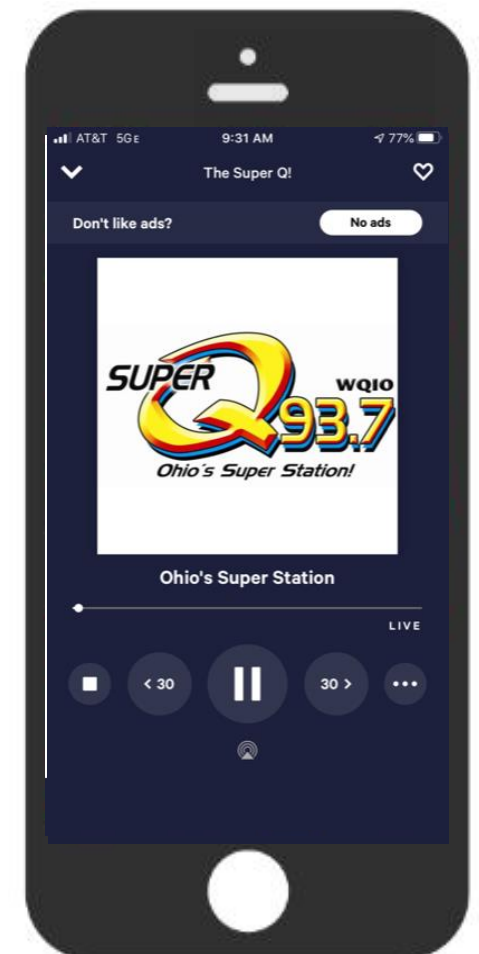 AT&T 5GE 9:31 AM 77%
The Super Q!
Don't like ads? No ads
SUPER
Q
WQIO
93.7
Ohio's Super Station!
Ohio's Super Station
LIVE
< 30 30 >